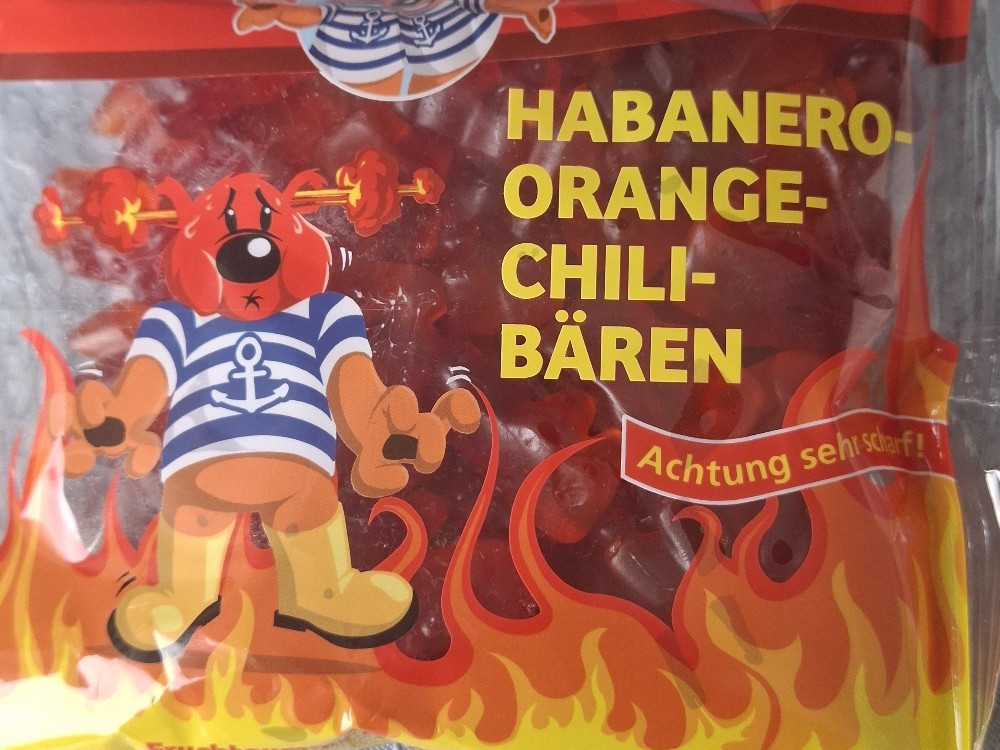 HABANERO-
ORANGE-
CHILI-
BÄREN
Achtung sehr scharf!